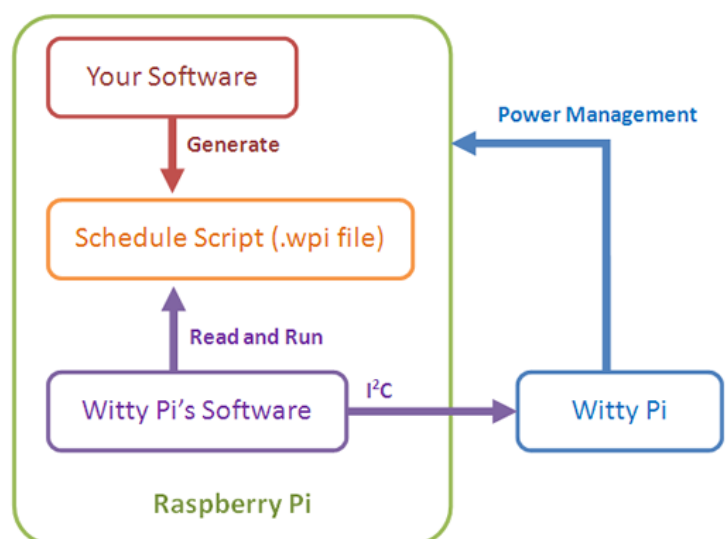 Your Software
Power Management
Generate
Schedule Script (.wpi file)
Read and Run
I²C
Witty Pi's Software
Witty Pi
Raspberry Pi